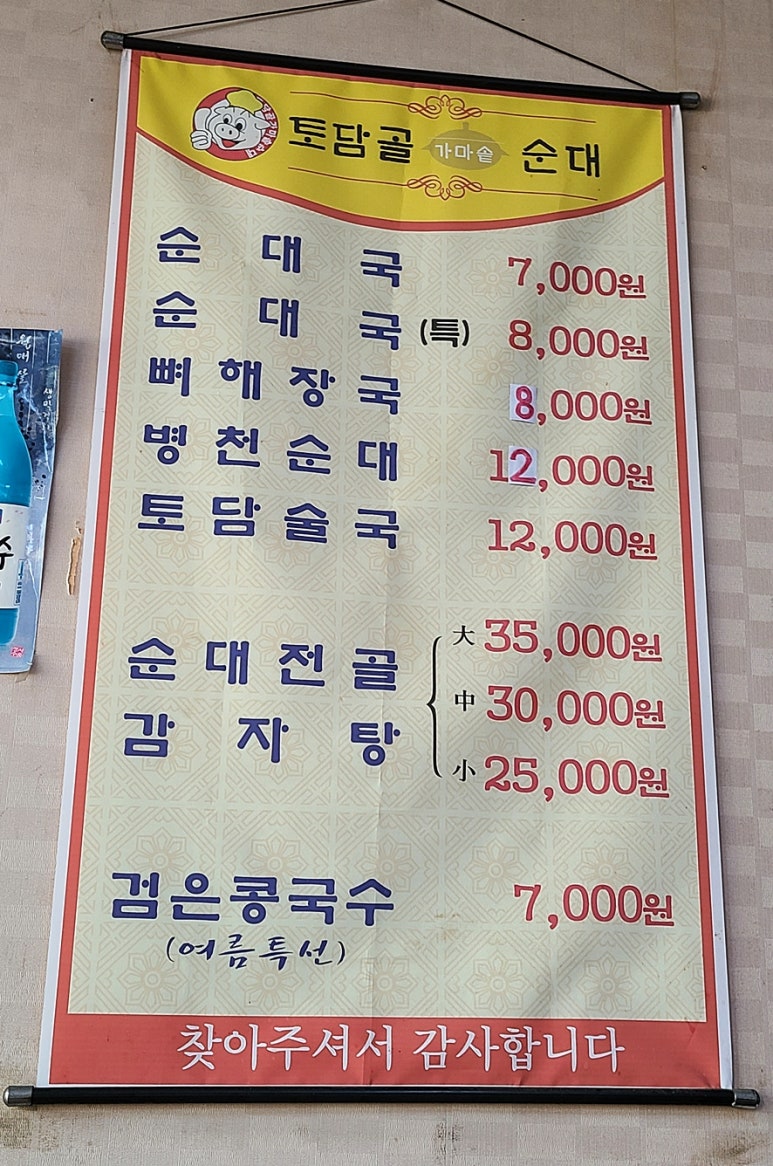 토담골 가마솥 순대
순대국 7,000원
순대국 (특) 8,000원
뼈해장국 8,000원
병천순대 12,000원
토담술국 12,000원
순대전골
감자탕
大 35,000원
中 30,000원
小 25,000원
검은콩국수 7,000원
(여름특선)
찾아주셔서 감사합니다
수